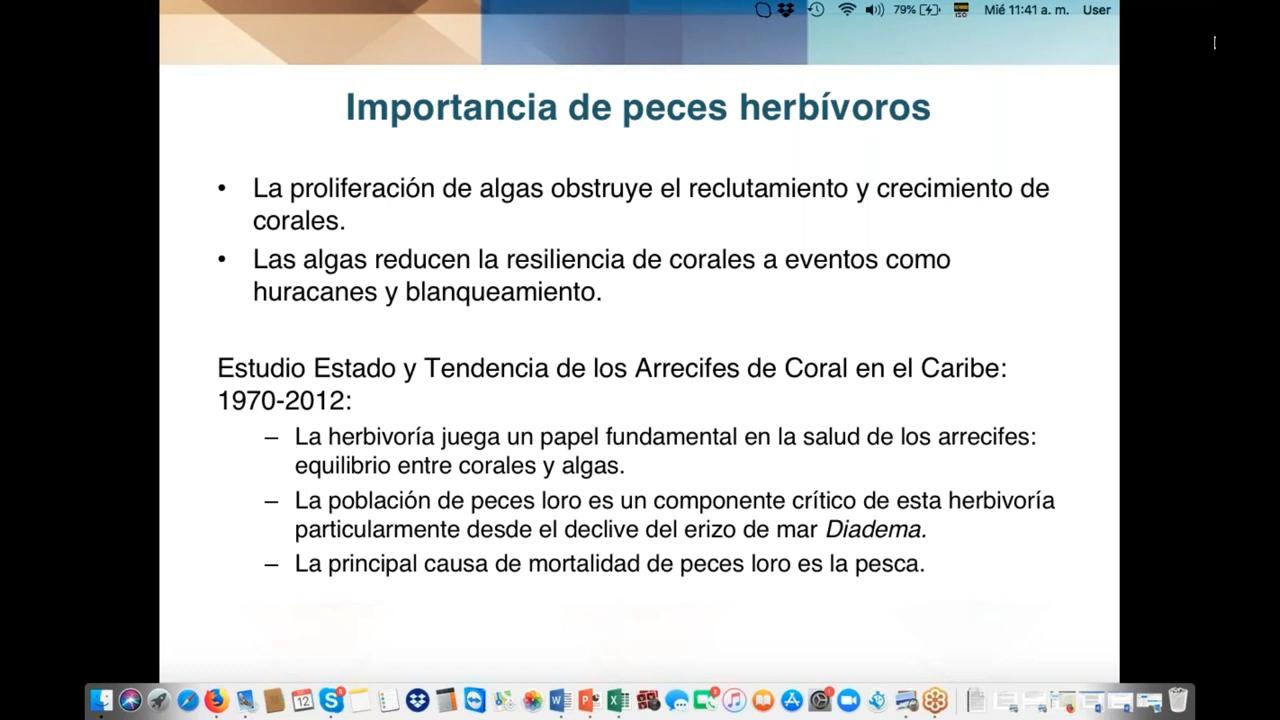 79% Mié 11:41 a. m. User
Importancia de peces herbívoros
• La proliferación de algas obstruye el reclutamiento y crecimiento de
corales.
• Las algas reducen la resiliencia de corales a eventos como
huracanes y blanqueamiento.
Estudio Estado y Tendencia de los Arrecifes de Coral en el Caribe:
1970-2012:
– La herbivoría juega un papel fundamental en la salud de los arrecifes:
equilibrio entre corales y algas.
– La población de peces loro es un componente crítico de esta herbivoría
particularmente desde el declive del erizo de mar Diadema.
– La principal causa de mortalidad de peces loro es la pesca.
12